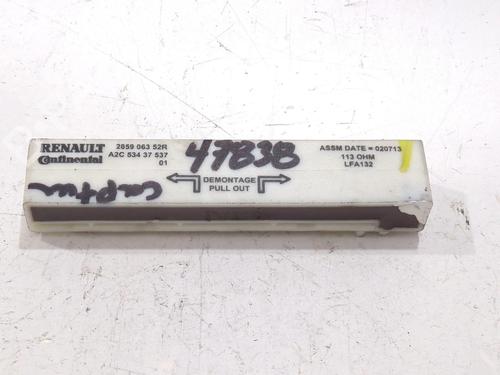 RENAULT
Continental
2859 063 52R
A2C 534 37 537
01
47838
ASSM DATE = 020713
113 OHM
LFA132
DEMONTAGE
PULL OUT
captur